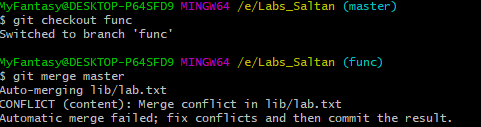 MyFantasy@DESKTOP-P64SFD9 MINGW64 /e/Labs_Saltan (master)
$ git checkout func
Switched to branch 'func'
MyFantasy@DESKTOP-P64SFD9 MINGW64 /e/Labs_Saltan (func)
$ git merge master
Auto-merging lib/lab.txt
CONFLICT (content): Merge conflict in lib/lab.txt
Automatic merge failed; fix conflicts and then commit the result.